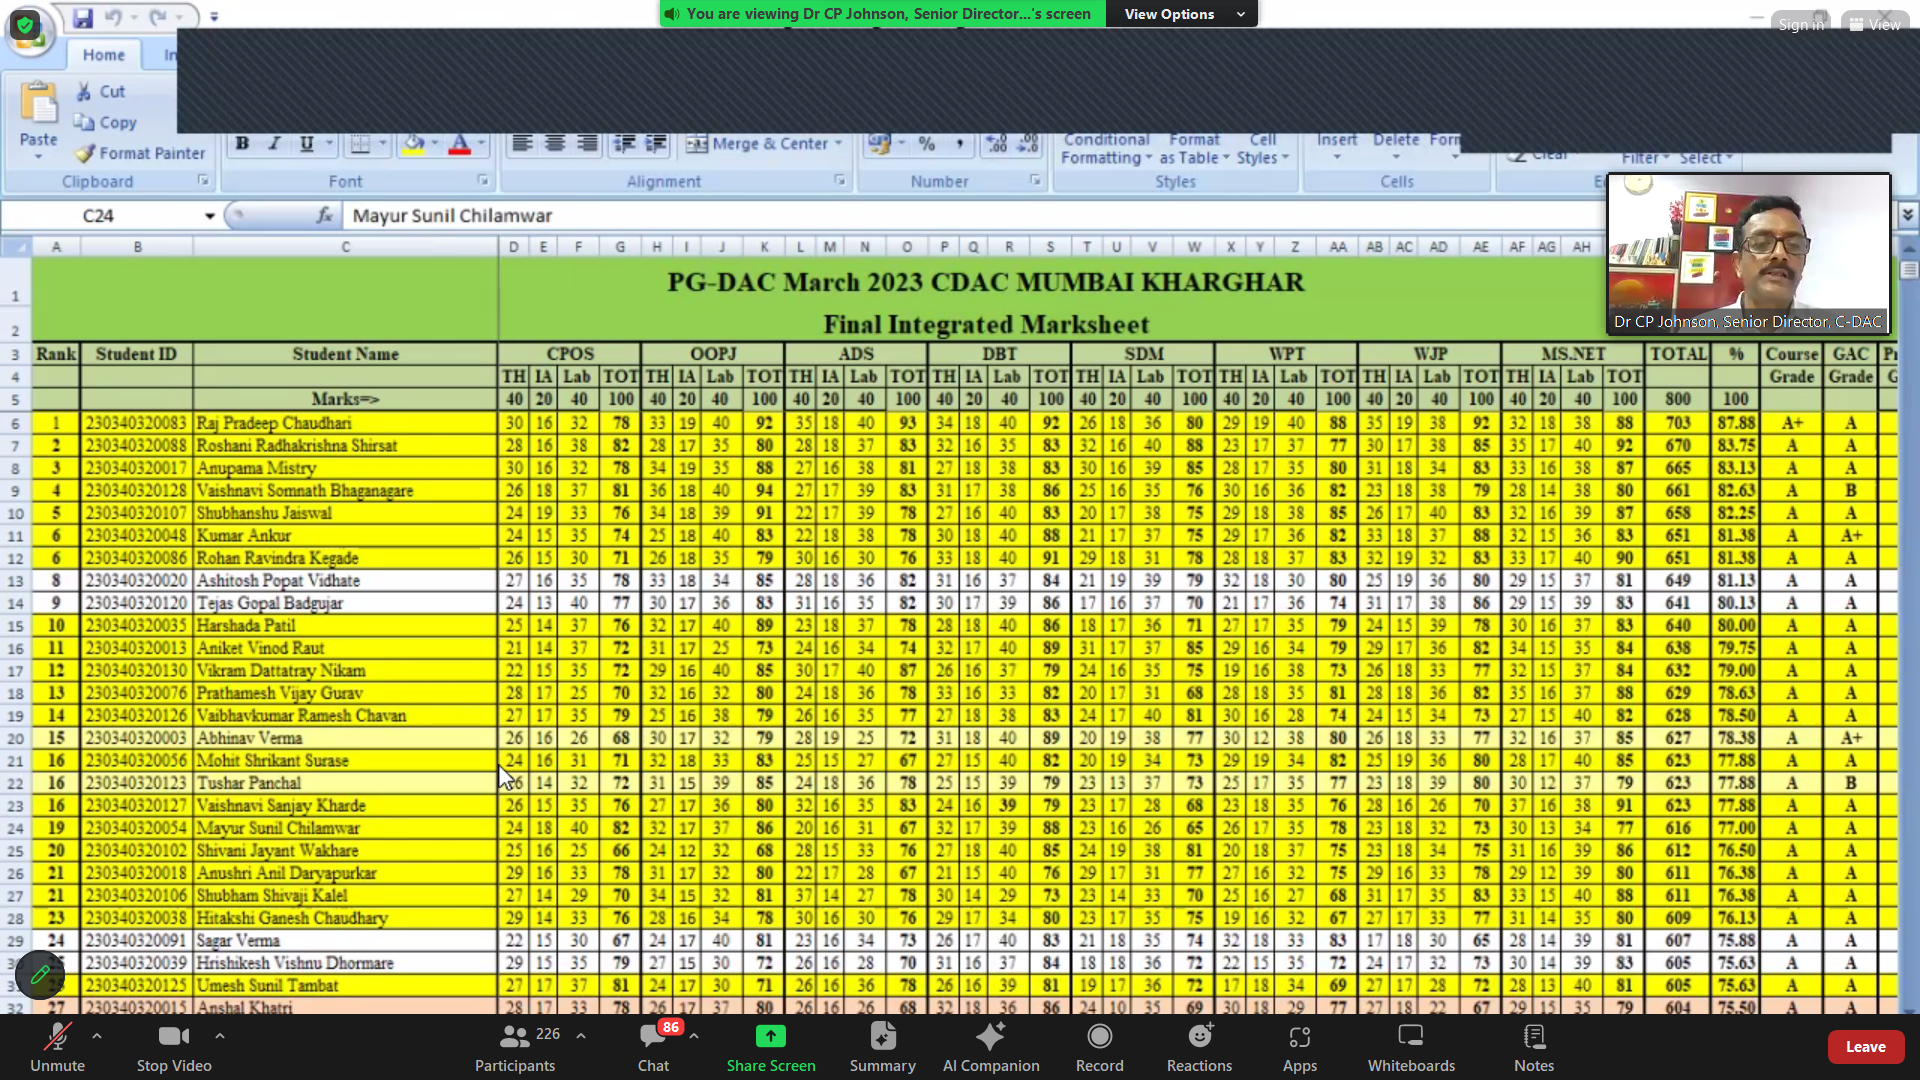 You are viewing Dr CP Johnson, Senior Director...'s screen View Options
Sign in View
Home
Cut
Copy
Paste Format Painter
B I U Merge & Center % , Conditional Formatting as Table Format Cell Styles Insert Delete Clear Filter Select
Clipboard Font Alignment Number Styles Cells
C24 fx Mayur Sunil Chilamwar
A B C D E F G H I J K L M N O P Q R S T U V W X Y Z AA AB AC AD AE AF AG AH
1 PG-DAC March 2023 CDAC MUMBAI KHARGHAR
2 Final Integrated Marksheet
Dr CP Johnson, Senior Director, C-DAC
3 Rank Student ID Student Name CPOS OOPJ ADS DBT SDM WPT WJP MS.NET TOTAL % Course GAC
4 TH IA Lab TOT TH IA Lab TOT TH IA Lab TOT TH IA Lab TOT TH IA Lab TOT TH IA Lab TOT TH IA Lab TOT TH IA Lab TOT Grade Grade
5 Marks=> 40 20 40 100 40 20 40 100 40 20 40 100 40 20 40 100 40 20 40 100 40 20 40 100 40 20 40 100 40 20 40 100 800 100
6 1 230340320083 Raj Pradeep Chaudhari 30 16 32 78 33 19 40 92 35 18 40 93 34 18 40 92 26 18 36 80 29 19 40 88 35 19 38 92 32 18 38 88 703 87.88 A+ A
7 2 230340320088 Roshani Radhakrishna Shirsat 28 16 38 82 28 17 35 80 28 18 37 83 32 16 35 83 32 16 40 88 23 17 37 77 30 17 38 85 35 17 40 92 670 83.75 A A
8 3 230340320017 Anupama Mistry 30 16 32 78 34 19 35 88 27 16 38 81 27 18 38 83 30 16 39 85 28 17 35 80 31 18 34 83 33 16 38 87 665 83.13 A A
9 4 230340320128 Vaishnavi Somnath Bhaganagare 26 18 37 81 36 18 40 94 27 17 39 83 31 17 38 86 25 16 35 76 30 16 36 82 23 18 38 79 28 14 38 80 661 82.63 A B
10 5 230340320107 Shubhanshu Jaiswal 24 19 33 76 34 18 39 91 22 17 39 78 27 16 40 83 20 17 38 75 29 18 38 85 26 17 40 83 32 16 39 87 658 82.25 A A
11 6 230340320048 Kumar Ankur 24 15 35 74 25 18 40 83 22 18 38 78 30 18 40 88 21 17 37 75 29 17 36 82 33 18 37 88 32 15 36 83 651 81.38 A A+
12 6 230340320086 Rohan Ravindra Kegade 26 15 30 71 26 18 35 79 30 16 30 76 33 18 40 91 29 18 31 78 28 18 37 83 32 19 32 83 33 17 40 90 651 81.38 A A
13 8 230340320020 Ashitosh Popat Vidhate 27 16 35 78 33 18 34 85 28 18 36 82 31 16 37 84 21 19 39 79 32 18 30 80 25 19 36 80 29 15 37 81 649 81.13 A A
14 9 230340320120 Tejas Gopal Badgujar 24 13 40 77 30 17 36 83 31 16 35 82 30 17 39 86 17 16 37 70 21 17 36 74 31 17 38 86 29 15 39 83 641 80.13 A A
15 10 230340320035 Harshada Patil 25 14 37 76 32 17 40 89 23 18 37 78 28 18 40 86 18 17 36 71 27 17 35 79 24 15 39 78 30 16 37 83 640 80.00 A A
16 11 230340320013 Aniket Vinod Raut 21 14 37 72 31 17 25 73 24 16 34 74 32 17 40 89 31 17 37 85 29 16 34 79 29 17 36 82 34 15 35 84 638 79.75 A A
17 12 230340320130 Vikram Dattatray Nikam 22 15 35 72 29 16 40 85 30 17 40 87 26 16 37 79 24 16 35 75 19 16 38 73 26 18 33 77 32 15 37 84 632 79.00 A A
18 13 230340320076 Prathamesh Vijay Gurav 28 17 25 70 32 16 32 80 24 18 36 78 33 16 33 82 20 17 31 68 28 18 35 81 28 18 36 82 35 16 37 88 629 78.63 A A
19 14 230340320126 Vaibhavkumar Ramesh Chavan 27 17 35 79 25 16 38 79 26 16 35 77 27 18 38 83 24 17 40 81 30 16 28 74 24 15 34 73 27 15 40 82 628 78.50 A A
20 15 230340320003 Abhinav Verma 26 16 26 68 30 17 32 79 28 19 25 72 31 18 40 89 20 19 38 77 30 12 38 80 26 18 33 77 32 16 37 85 627 78.38 A A+
21 16 230340320056 Mohit Shrikant Surase 24 16 31 71 32 18 33 83 25 15 27 67 27 15 40 82 20 19 34 73 29 19 34 82 25 19 36 80 28 17 40 85 623 77.88 A A
22 16 230340320123 Tushar Panchal 14 32 72 31 15 39 85 24 18 36 78 25 15 39 79 23 13 37 73 25 17 35 77 23 18 39 80 30 12 37 79 623 77.88 A B
23 16 230340320127 Vaishnavi Sanjay Kharde 26 15 35 76 27 17 36 80 32 16 35 83 24 16 39 79 23 17 28 68 23 18 35 76 28 16 26 70 37 16 38 91 623 77.88 A A
24 19 230340320054 Mayur Sunil Chilamwar 24 18 40 82 32 17 37 86 20 16 31 67 32 17 39 88 23 16 26 65 26 17 35 78 23 18 32 73 30 13 34 77 616 77.00 A A
25 20 230340320102 Shivani Jayant Wakhare 25 16 25 66 24 12 32 68 28 15 33 76 27 18 40 85 24 19 38 81 20 18 37 75 23 18 34 75 31 16 39 86 612 76.50 A A
26 21 230340320018 Anushri Anil Daryapurkar 29 16 33 78 31 17 32 80 22 17 28 67 21 15 40 76 29 17 31 77 27 16 32 75 29 16 33 78 29 12 39 80 611 76.38 A A
27 21 230340320106 Shubham Shivaji Kalel 27 14 29 70 34 15 32 81 37 14 27 78 30 14 29 73 23 14 33 70 25 16 27 68 31 17 35 83 33 15 40 88 611 76.38 A A
28 23 230340320038 Hitakshi Ganesh Chaudhary 29 14 33 76 28 16 34 78 30 16 30 76 29 17 34 80 23 17 35 75 19 16 32 67 27 17 33 77 31 14 35 80 609 76.13 A A
29 24 230340320091 Sagar Verma 22 15 30 67 24 17 40 81 23 16 34 73 26 17 40 83 21 18 35 74 32 18 33 83 17 18 30 65 28 14 39 81 607 75.88 A A
230340320039 Hrishikesh Vishnu Dhormare 29 15 35 79 27 15 30 72 26 16 28 70 31 16 37 84 18 18 36 72 22 15 35 72 24 17 32 73 30 14 39 83 605 75.63 A A
230340320125 Umesh Sunil Tambat 27 17 37 81 24 17 30 71 26 16 36 78 26 16 39 81 19 17 36 72 17 18 34 69 27 17 28 72 28 13 40 81 605 75.63 A A
32 27 230340320015 Anshal Khatri 28 17 33 78 26 17 37 80 26 16 26 68 32 18 36 86 24 10 35 69 30 18 29 77 27 18 22 67 29 15 35 79 604 75.50 A A
Unmute Stop Video Participants 226 Chat 86 Share Screen Summary AI Companion Record Reactions Apps Whiteboards Notes Leave